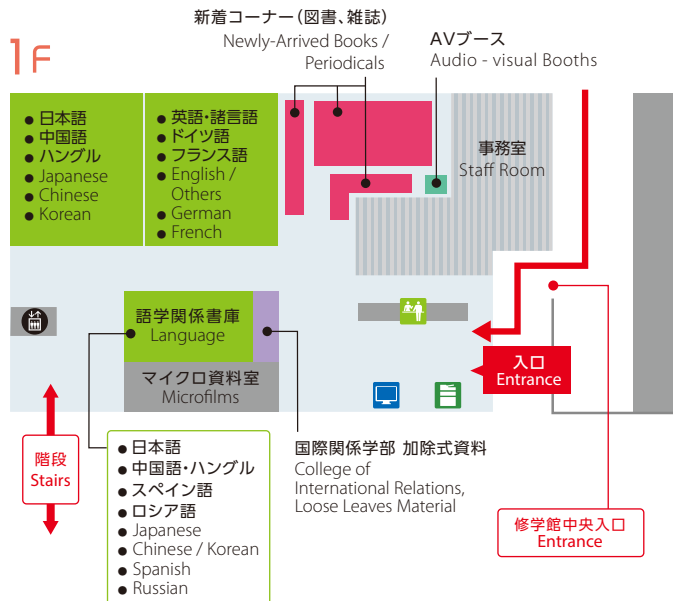 1F
新着コーナー（図書、雑誌）
Newly-Arrived Books /
Periodicals
AVブース
Audio - visual Booths
● 日本語
● 中国語
● ハングル
● Japanese
● Chinese
● Korean
● 英語・諸言語
● ドイツ語
● フランス語
● English /
Others
● German
● French
事務室
Staff Room
語学関係書庫
Language
マイクロ資料室
Microfilms
入口
Entrance
階段
Stairs
● 日本語
● 中国語・ハングル
● スペイン語
● ロシア語
● Japanese
● Chinese / Korean
● Spanish
● Russian
国際関係学部 加除式資料
College of
International Relations,
Loose Leaves Material
修学館中央入口
Entrance